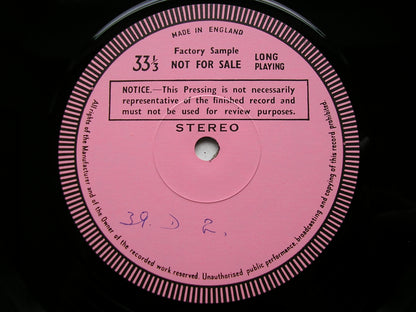 MADE IN ENGLAND
Factory Sample
33⅓ NOT FOR SALE LONG PLAYING
NOTICE.—This Pressing is not necessarily
representative of the finished record and
must not be used for review purposes.
STEREO
39. D 2.
All rights of the Manufacturer and of the Owner of the recorded work reserved. Unauthorised public performance, broadcasting and copying of this record prohibited.